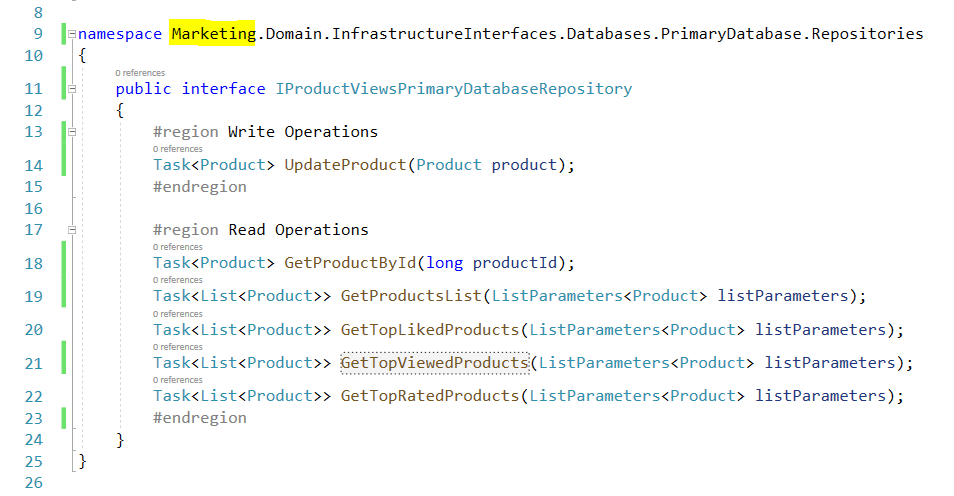 8
9 namespace Marketing.Domain.InfrastructureInterfaces.Databases.PrimaryDatabase.Repositories
10 {
0 references
11 public interface IProductViewsPrimaryDatabaseRepository
12 {
13 #region Write Operations
0 references
14 Task<Product> UpdateProduct(Product product);
15 #endregion
16
17 #region Read Operations
0 references
18 Task<Product> GetProductById(long productId);
0 references
19 Task<List<Product>> GetProductsList(ListParameters<Product> listParameters);
0 references
20 Task<List<Product>> GetTopLikedProducts(ListParameters<Product> listParameters);
0 references
21 Task<List<Product>> GetTopViewedProducts(ListParameters<Product> listParameters);
0 references
22 Task<List<Product>> GetTopRatedProducts(ListParameters<Product> listParameters);
23 #endregion
24 }
25 }
26